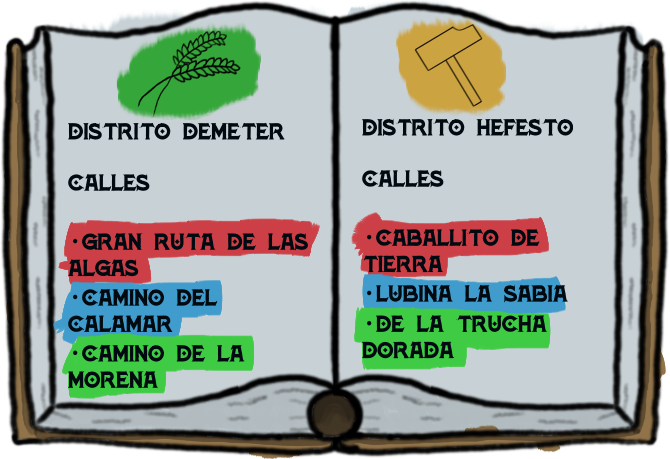 DISTRITO DEMETER
CALLES
·GRAN RUTA DE LAS
ALGAS
·CAMINO DEL
CALAMAR
·CAMINO DE LA
MORENA
DISTRITO HEFESTO
CALLES
·CABALLITO DE
TIERRA
·LUBINA LA SABIA
·DE LA TRUCHA
DORADA